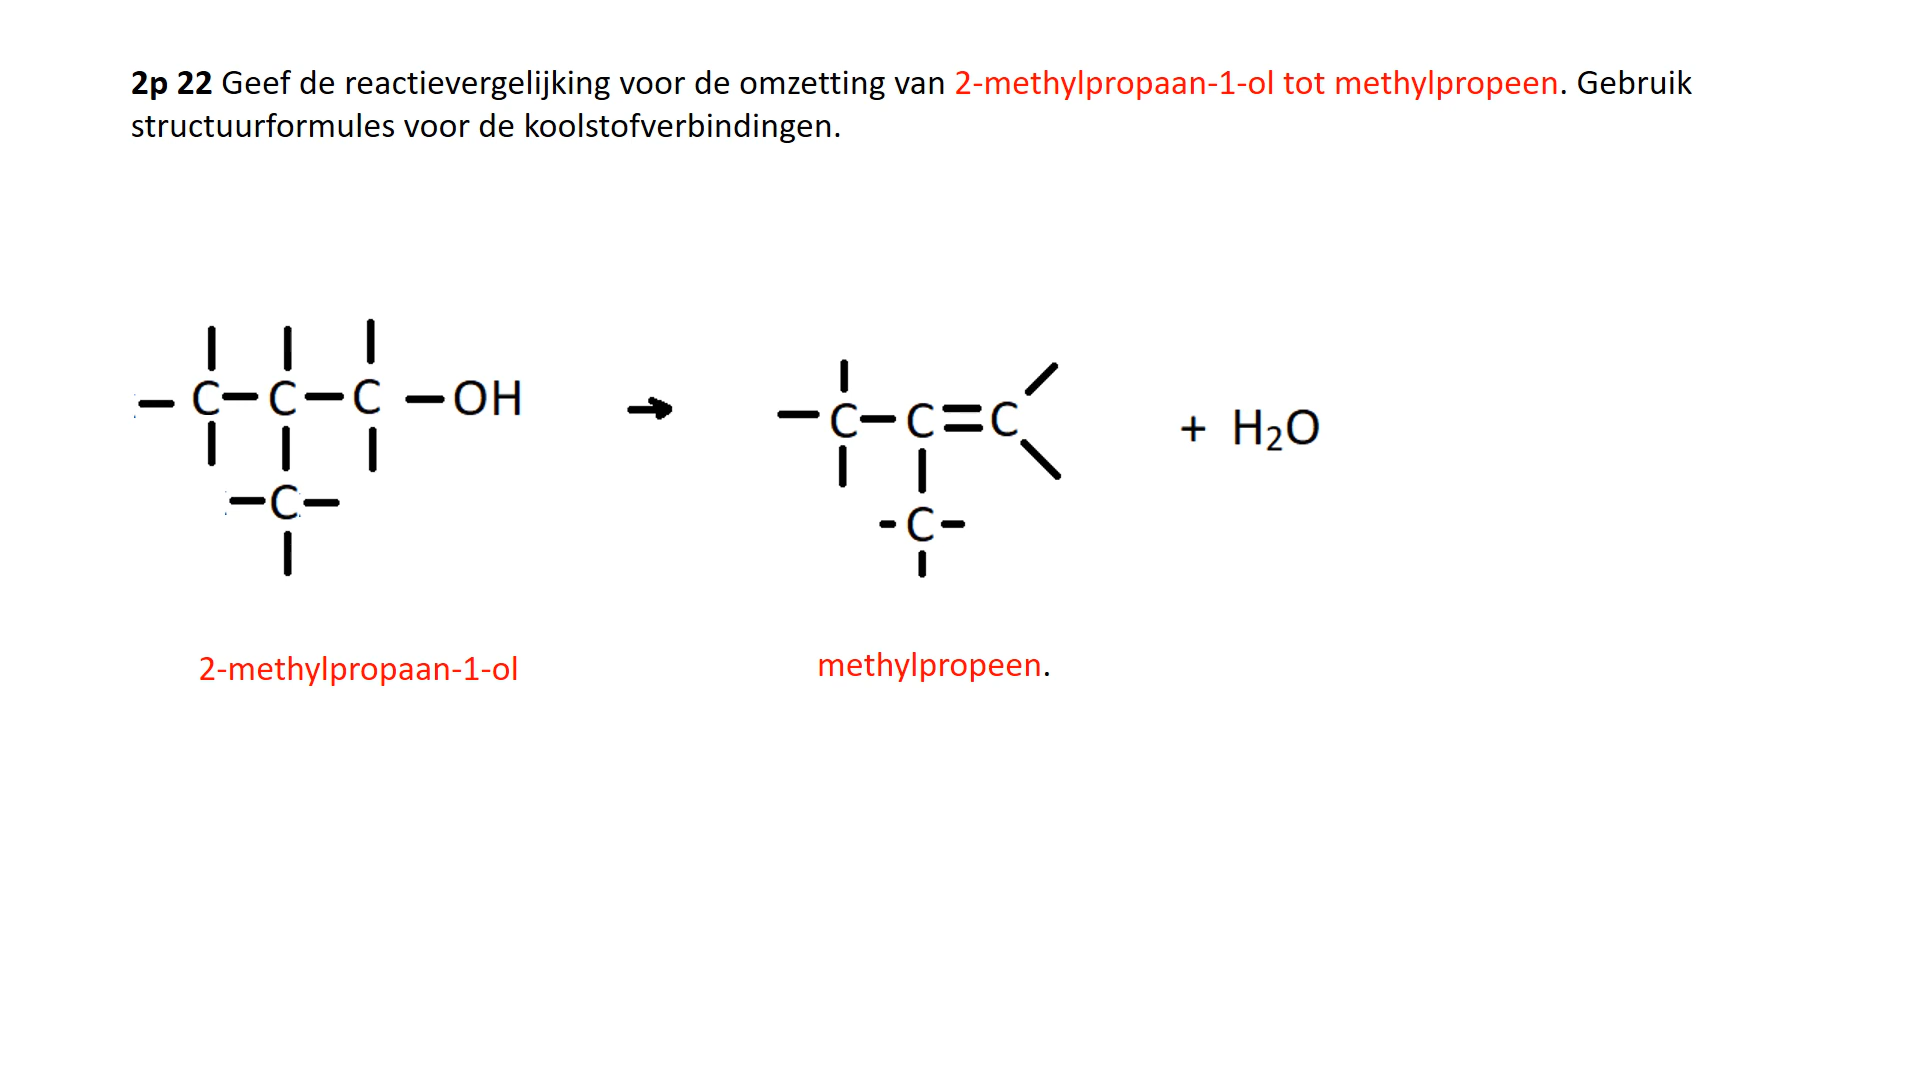 2p 22 Geef de reactievergelijking voor de omzetting van 2-methylpropaan-1-ol tot methylpropeen. Gebruik
structuurformules voor de koolstofverbindingen.
C C C OH
C
C C C
C
+ H₂O
2-methylpropaan-1-ol
methylpropeen.